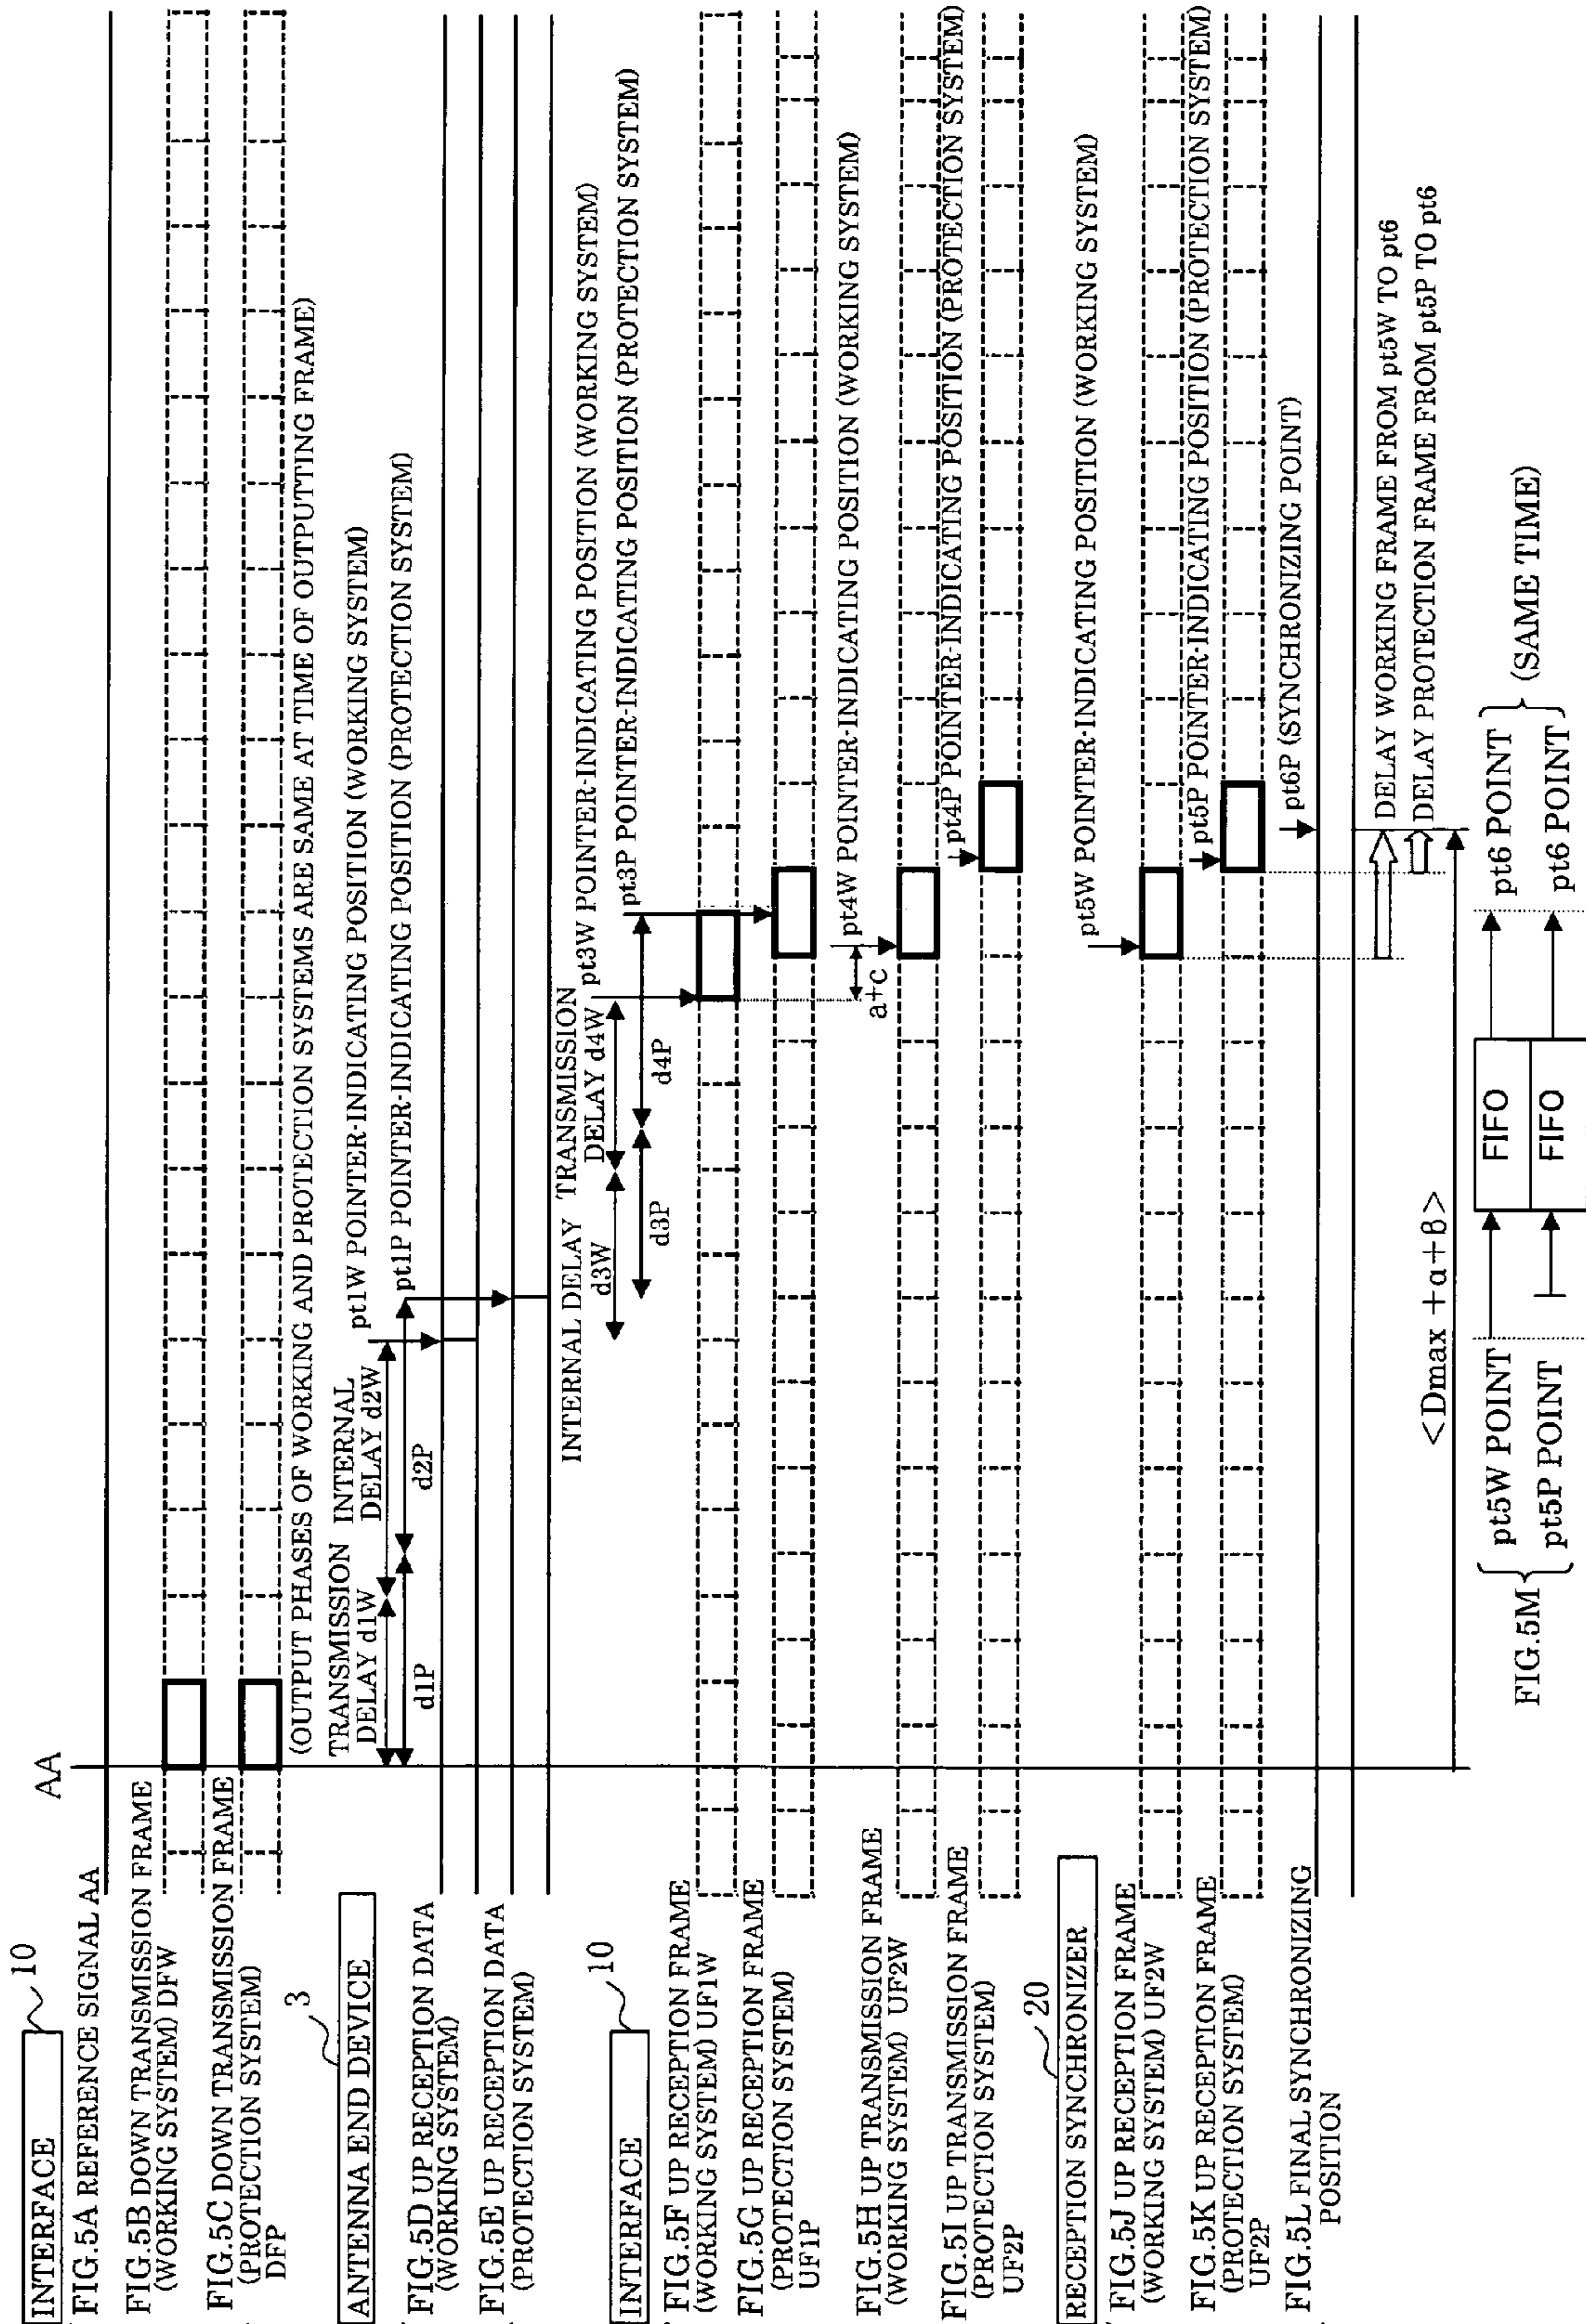 INTERFACE
10
FIG.5A REFERENCE SIGNAL AA
AA
FIG.5B DOWN TRANSMISSION FRAME
(WORKING SYSTEM) DFW
FIG.5C DOWN TRANSMISSION FRAME
(PROTECTION SYSTEM)
DFP
(OUTPUT PHASES OF WORKING AND PROTECTION SYSTEMS ARE SAME AT TIME OF OUTPUTING FRAME)
3
ANTENNA END DEVICE
TRANSMISSION
DELAY d1W
INTERNAL
DELAY d2W
pt1W POINTER-INDICATING POSITION (WORKING SYSTEM)
d1P
d2P
pt1P POINTER-INDICATING POSITION (PROTECTION SYSTEM)
FIG.5D UP RECEPTION DATA
(WORKING SYSTEM)
FIG.5E UP RECEPTION DATA
(PROTECTION SYSTEM)
INTERFACE
10
INTERNAL DELAY
d3W
TRANSMISSION
DELAY d4W
pt3W POINTER-INDICATING POSITION (WORKING SYSTEM)
d3P
d4P
pt3P POINTER-INDICATING POSITION (PROTECTION SYSTEM)
FIG.5F UP RECEPTION FRAME
(WORKING SYSTEM) UF1W
FIG.5G UP RECEPTION FRAME
(PROTECTION SYSTEM)
UF1P
a+c
pt4W POINTER-INDICATING POSITION (WORKING SYSTEM)
FIG.5H UP TRANSMISSION FRAME
(WORKING SYSTEM) UF2W
pt4P POINTER-INDICATING POSITION (PROTECTION SYSTEM)
FIG.5I UP TRANSMISSION FRAME
(PROTECTION SYSTEM)
UF2P
20
RECEPTION SYNCHRONIZER
pt5W POINTER-INDICATING POSITION (WORKING SYSTEM)
FIG.5J UP RECEPTION FRAME
(WORKING SYSTEM) UF2W
pt5P POINTER-INDICATING POSITION (PROTECTION SYSTEM)
FIG.5K UP RECEPTION FRAME
(PROTECTION SYSTEM)
UF2P
pt6P (SYNCHRONIZING POINT)
FIG.5L FINAL SYNCHRONIZING
POSITION
DELAY WORKING FRAME FROM pt5W TO pt6
DELAY PROTECTION FRAME FROM pt5P TO pt6
<Dmax +α+β>
FIG.5M
pt5W POINT
FIFO
pt6 POINT
pt5P POINT
FIFO
pt6 POINT
(SAME TIME)